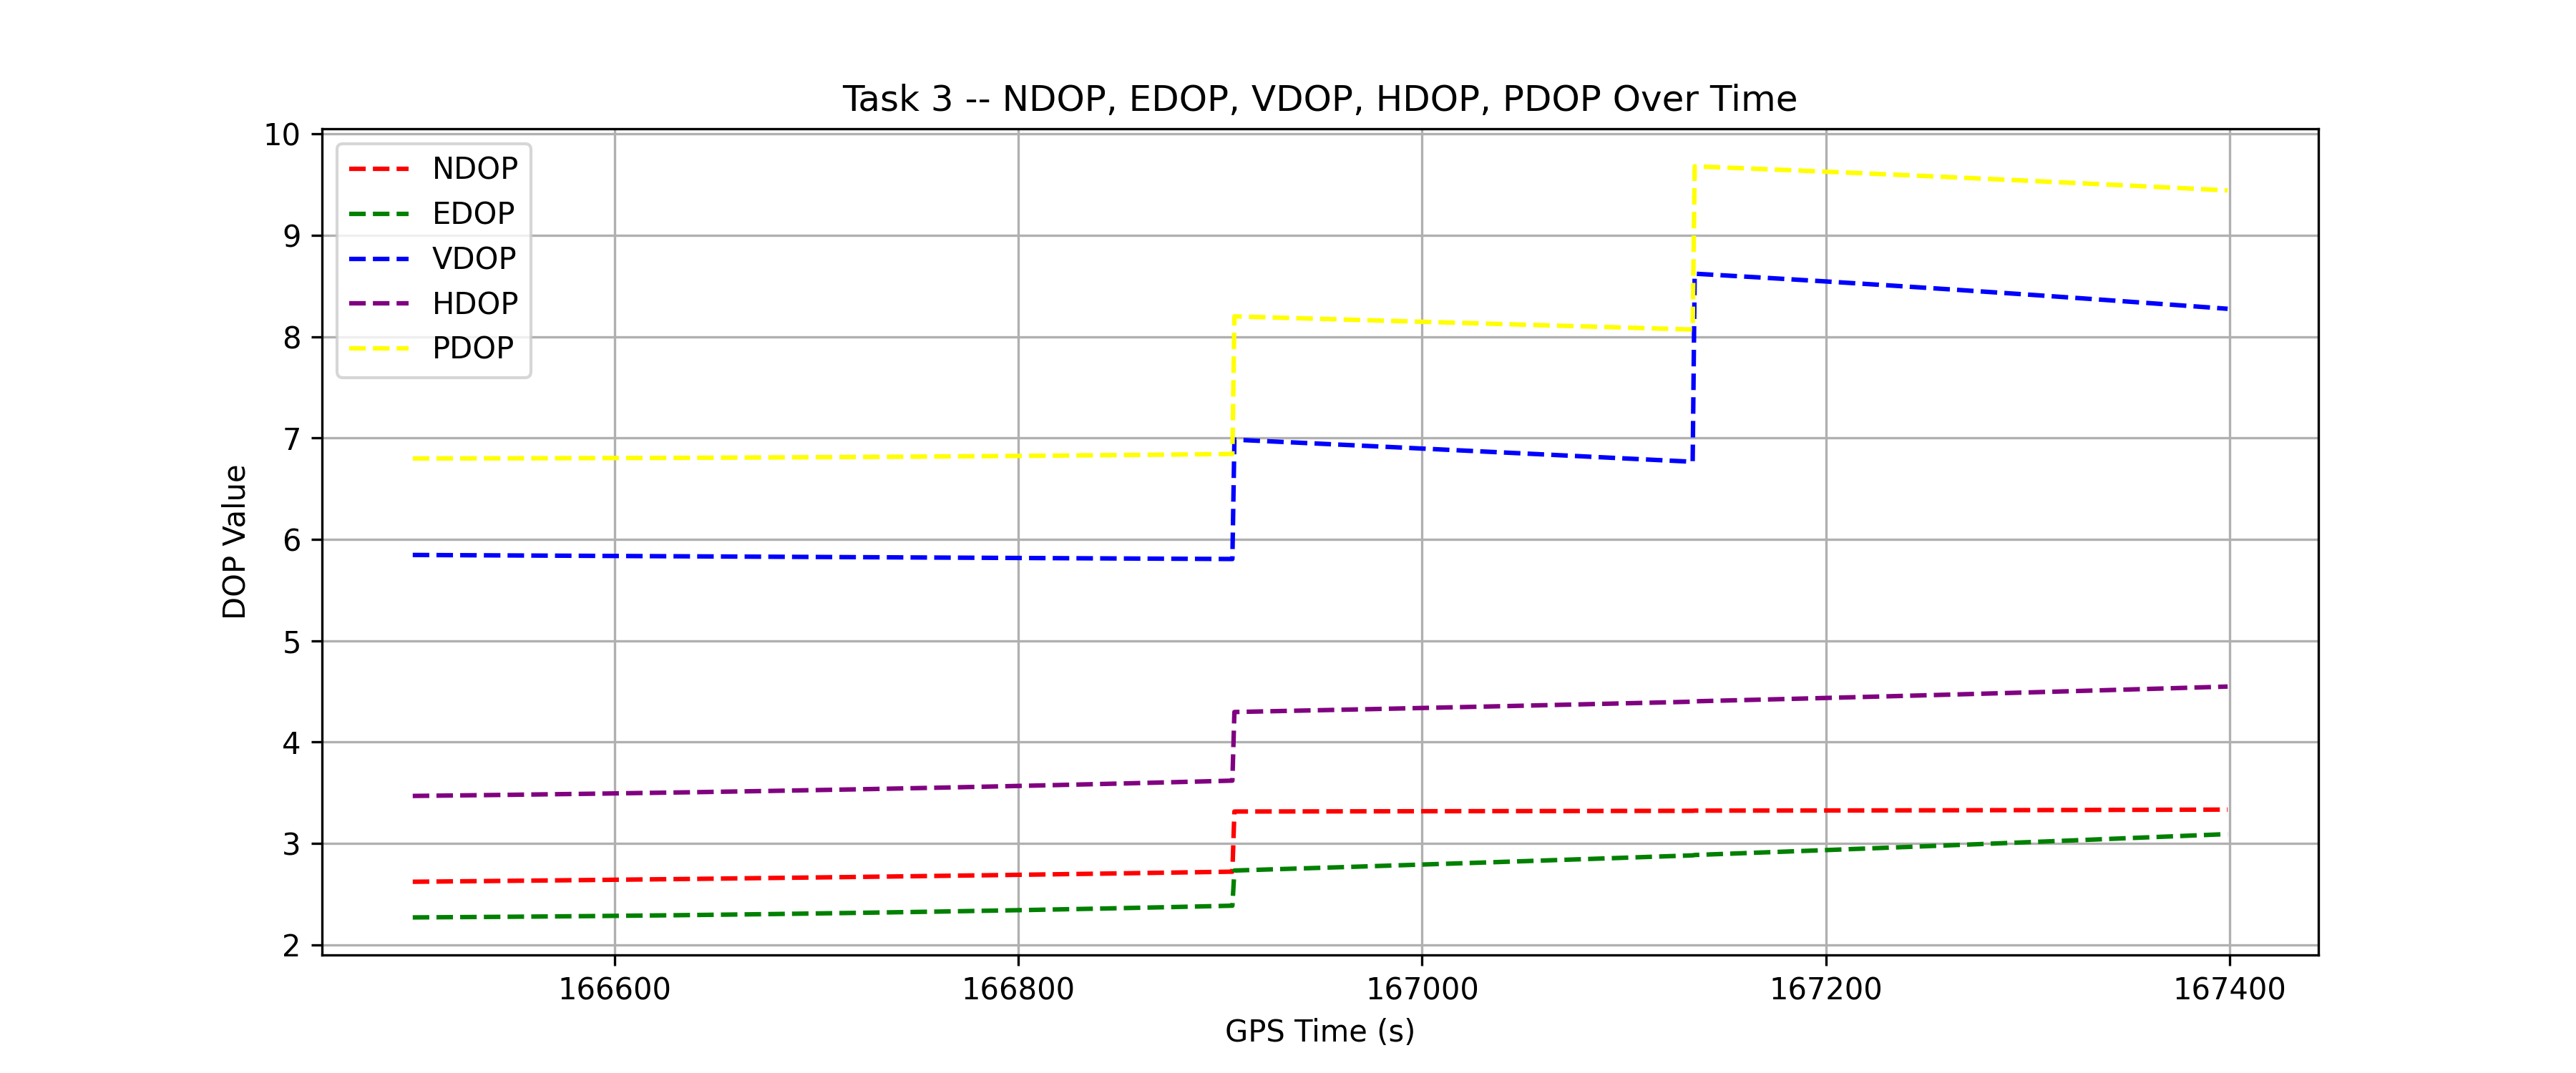 Task 3 -- NDOP, EDOP, VDOP, HDOP, PDOP Over Time
10
9
8
7
6
5
4
3
2
DOP Value
NDOP
EDOP
VDOP
HDOP
PDOP
166600
166800
167000
167200
167400
GPS Time (s)